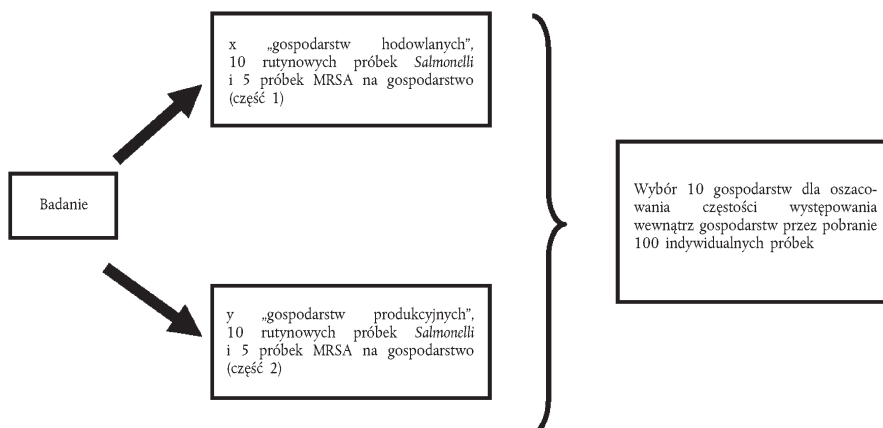 x „gospodarstw hodowlanych”,
10 rutynowych próbek Salmonelli
i 5 próbek MRSA na gospodarstwo
(część 1)
Badanie
Wybór 10 gospodarstw dla oszaco-
wania częstości występowania
wewnątrz gospodarstw przez pobranie
100 indywidualnych próbek
y „gospodarstw produkcyjnych”,
10 rutynowych próbek Salmonelli
i 5 próbek MRSA na gospodarstwo
(część 2)